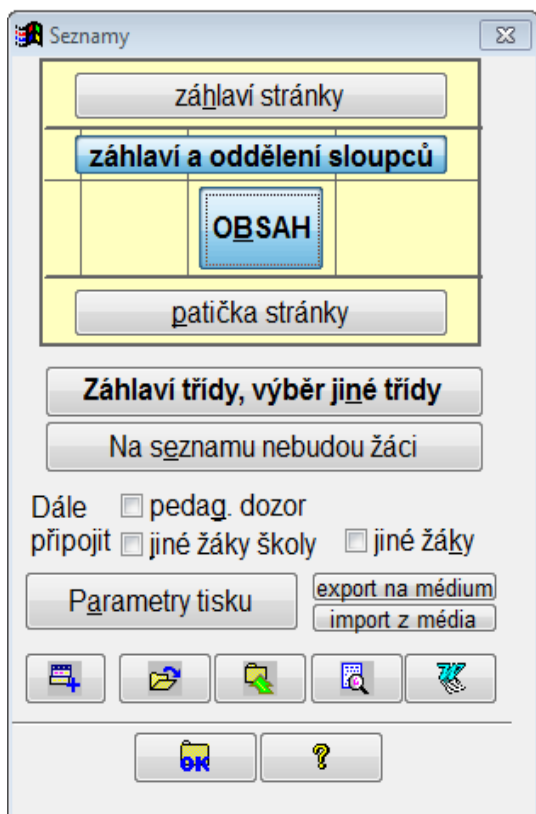 Seznamy
záhlaví stránky
záhlaví a oddělení sloupců
OBSAH
patička stránky
Záhlaví třídy, výběr jiné třídy
Na seznamu nebudou žáci
Dále pedag. dozor
připojit jiné žáky školy jiné žáky
Parametry tisku export na médium
import z média
OK ?